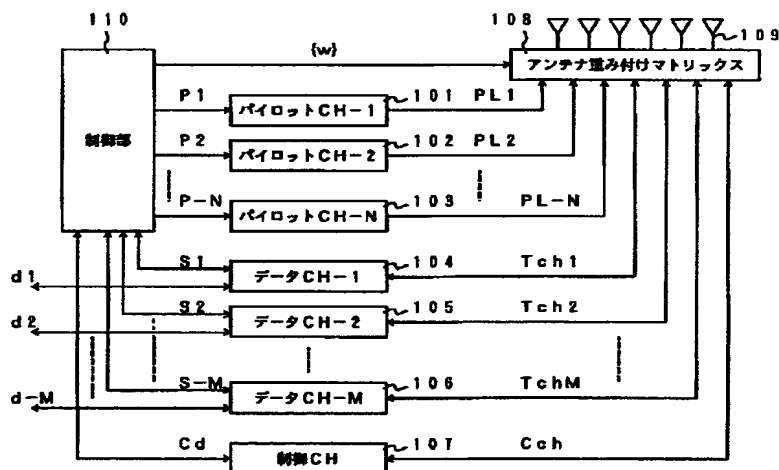 110
108
109
{w}
アンテナ重み付けマトリックス
制御部
P1
パイロットCH-1
101
PL1
P2
パイロットCH-2
102
PL2
P-N
パイロットCH-N
103
PL-N
S1
データCH-1
104
Tch1
d1
S2
データCH-2
105
Tch2
d2
S-M
データCH-M
106
TchM
d-M
Cd
制御CH
107
Cch